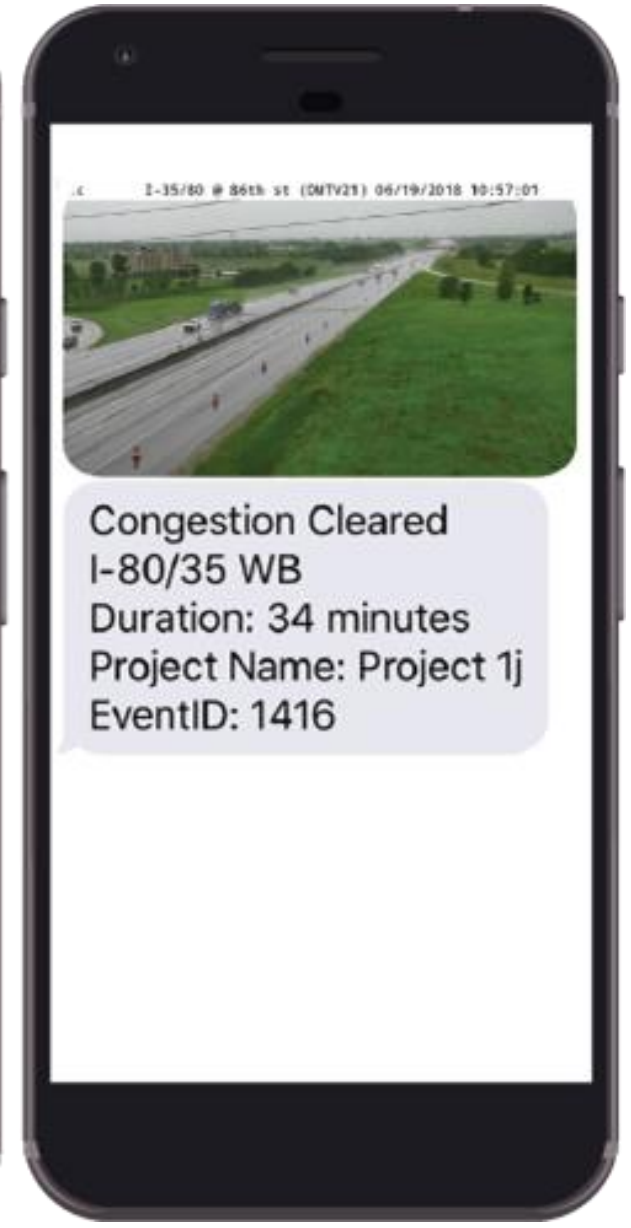 I-35/80 @ 86th st (DMTV21) 06/19/2018 10:57:01
Congestion Cleared
I-80/35 WB
Duration: 34 minutes
Project Name: Project 1j
EventID: 1416